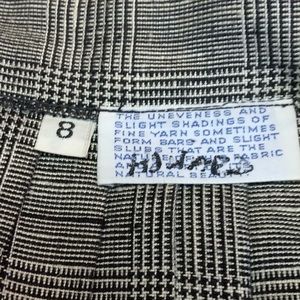 8
THE UNEVENESS AND
SLIGHT SHADINGS OF
FINE YARN SOMETIMES
FORM BARS AND SLIGHT
SLUBS THAT ARE THE
FABRIC
NATURAL